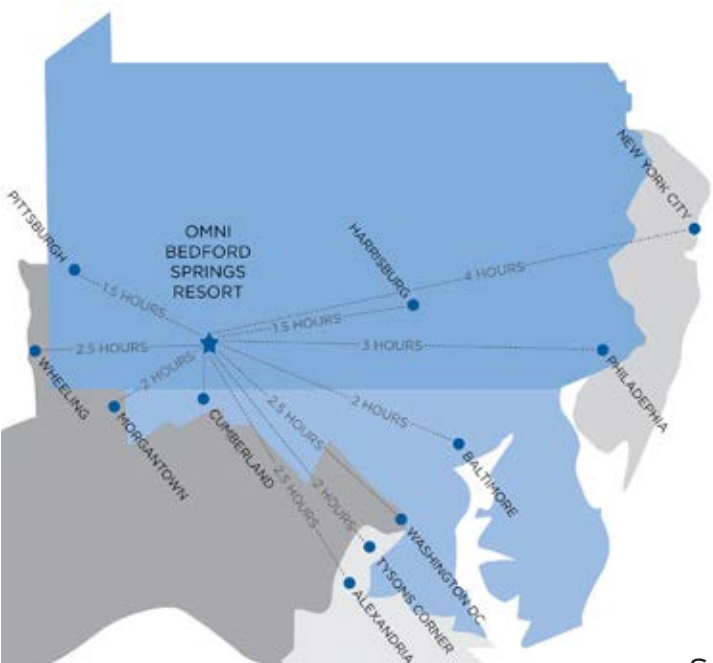 NEW YORK CITY
PITTSBURGH
OMNI
BEDFORD
SPRINGS
RESORT
HARRISBURG
4 HOURS
1.5 HOURS
1.5 HOURS
2.5 HOURS
3 HOURS
2 HOURS
WHEELING
PHILADEPHIA
MORGANTOWN
CUMBERLAND
2.5 HOURS
2 HOURS
BALTIMORE
2.5 HOURS
2 HOURS
WASHINGTON DC
TYSONS CORNER
ALEXANDRIA